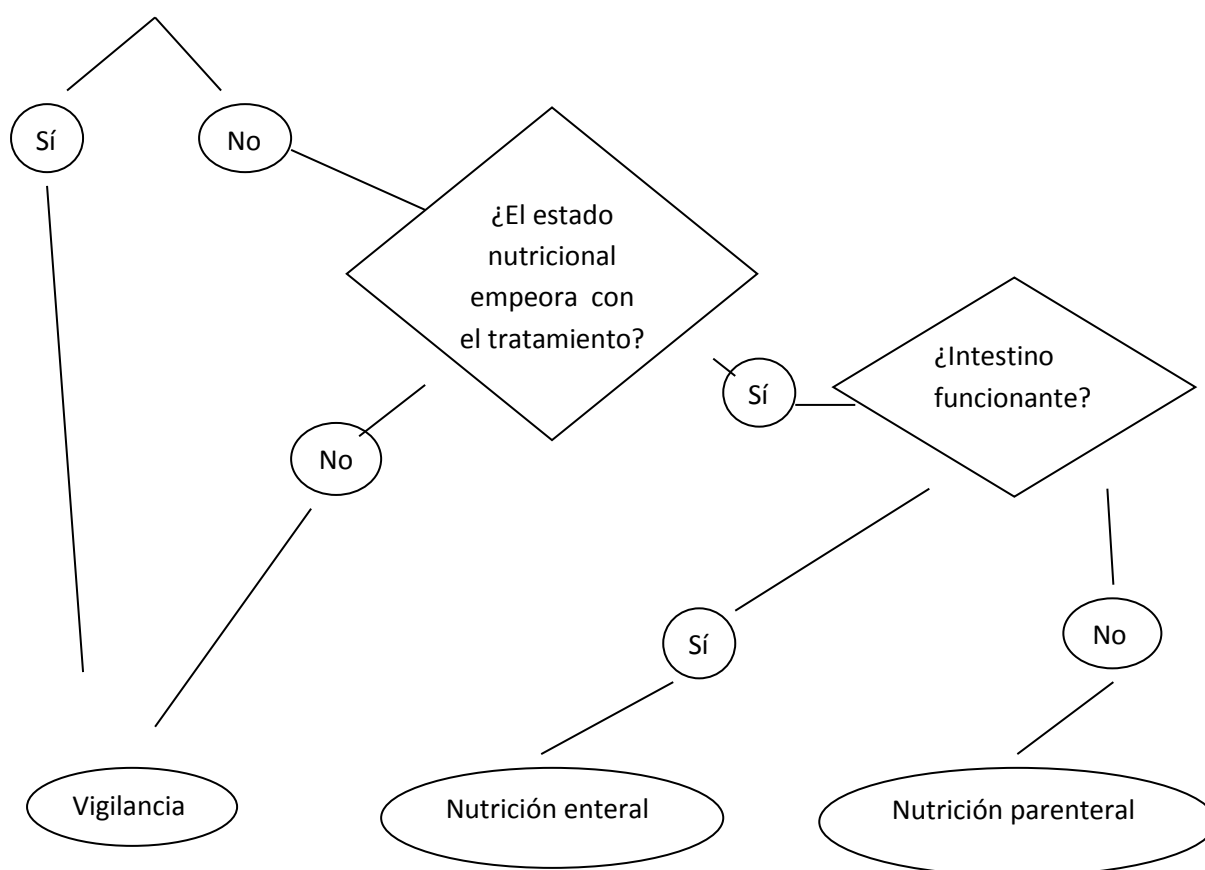 Sí
No
¿El estado
nutricional
empeora con
el tratamiento?
¿Intestino
funcionante?
Sí
No
Sí
No
Vigilancia
Nutrición enteral
Nutrición parenteral